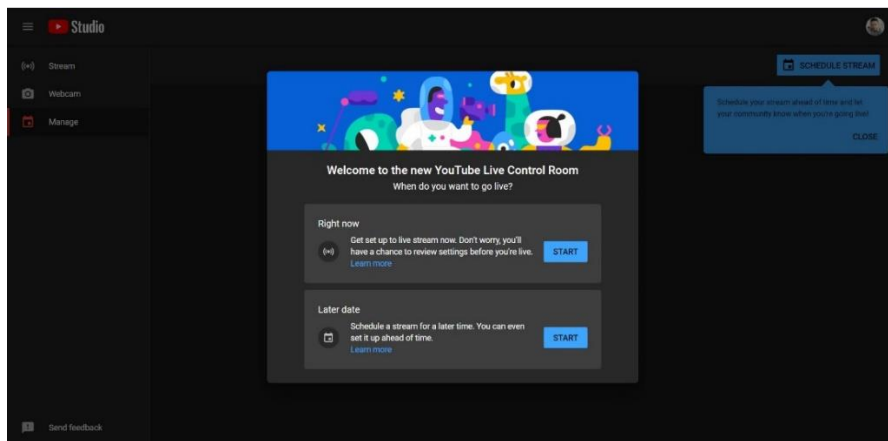 Studio
Stream
SCHEDULE STREAM
Webcam
Manage
Schedule your stream ahead of time and let
your community know when you're going live!
CLOSE
Welcome to the new YouTube Live Control Room
When do you want to go live?
Right now
Get set up to live stream now. Don't worry, you'll
have a chance to review settings before you're live.
Learn more
START
Later date
Schedule a stream for a later time. You can even
set it up ahead of time.
Learn more
START
Send feedback